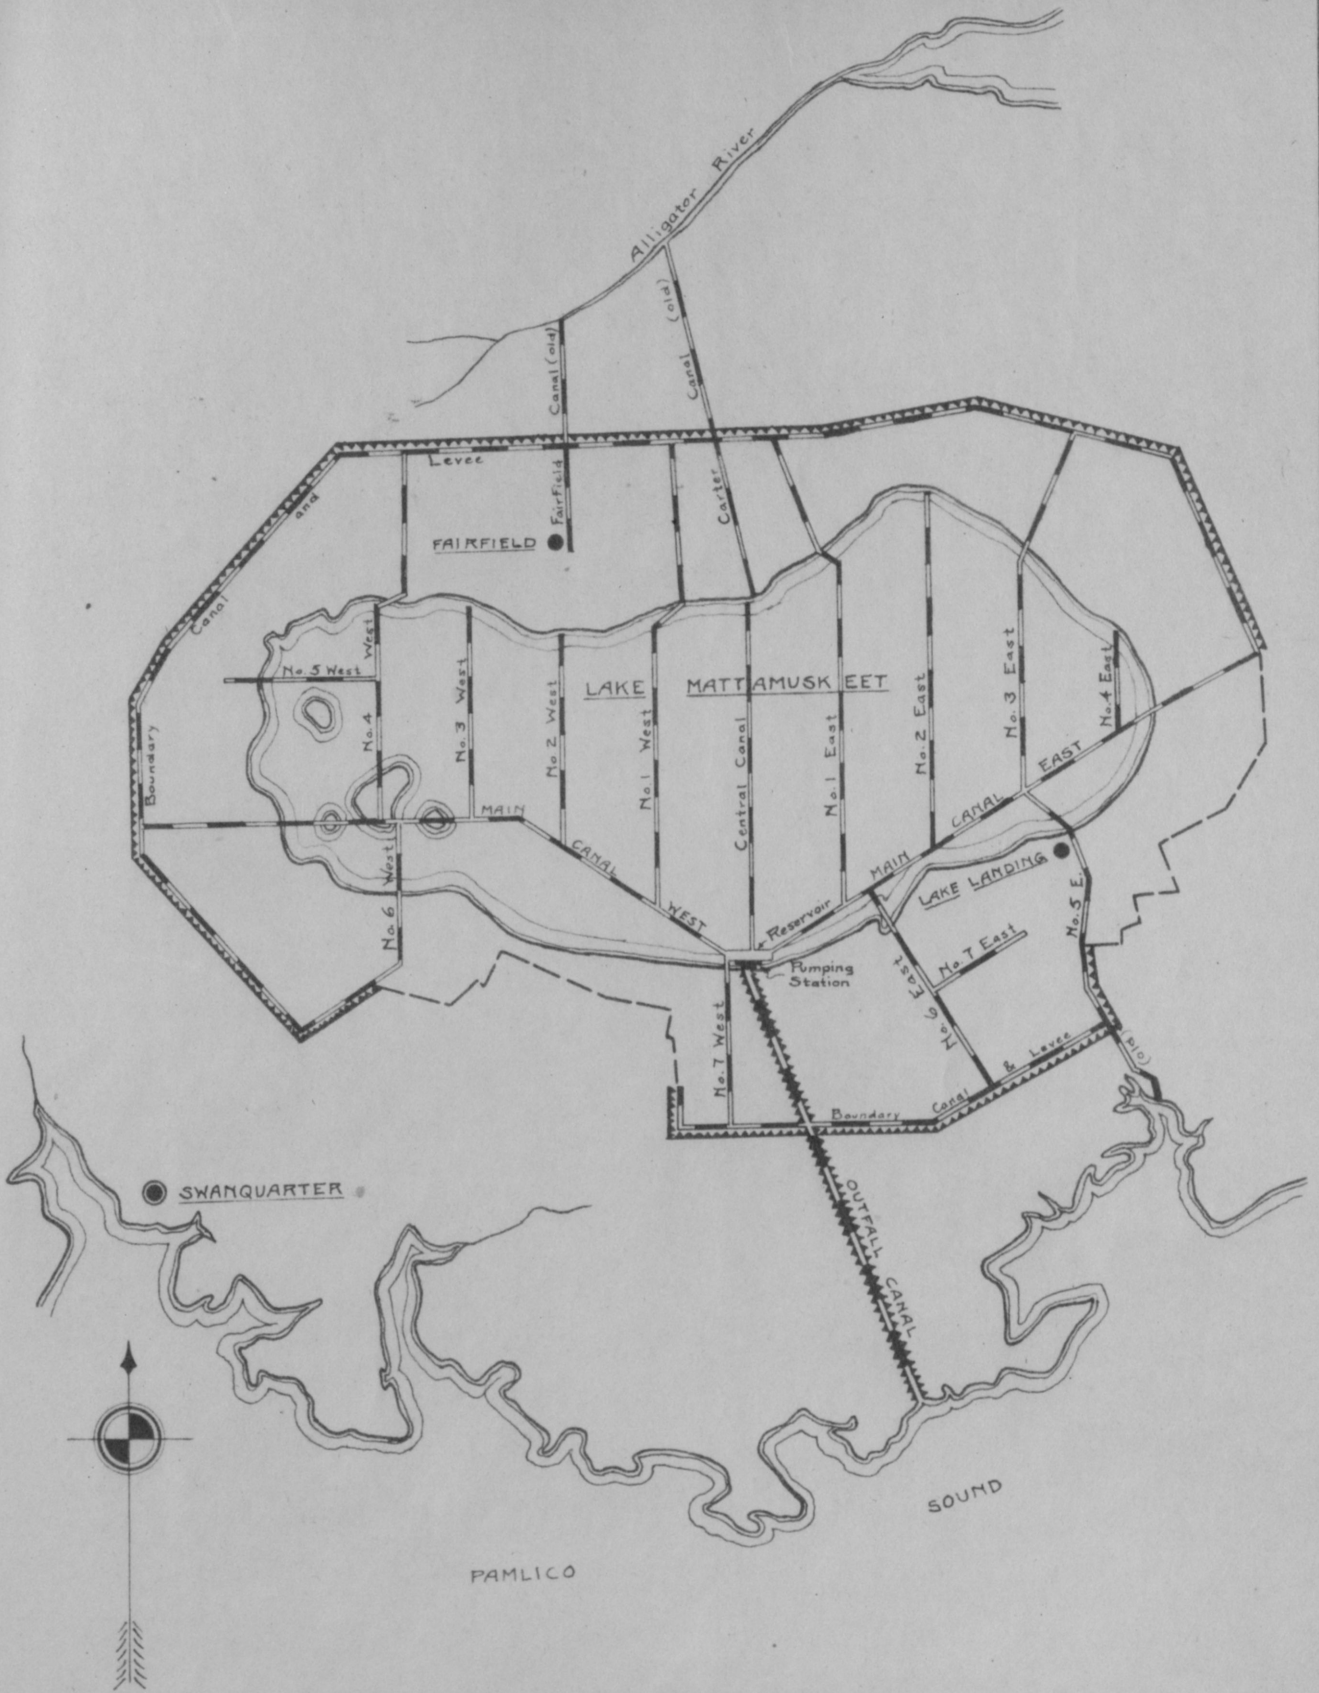 Alligator River
Canal (old)
Canal (old)
Levee
and
Canal
Boundary
Fairfield
Carter
FAIRFIELD
No. 5 West
No. 4 West
No. 3 West
No. 2 West
No. 1 West
LAKE MATTAMUSKEET
Central Canal
No. 1 East
No. 2 East
No. 3 East
No. 4 East
MAIN CANAL WEST
MAIN CANAL EAST
No. 6 West
Reservoir
Pumping
Station
LAKE LANDING
No. 5 E.
(old)
No. 6 East
No. 7 East
No. 7 West
Boundary Canal & Levee
OUTFALL CANAL
SWANQUARTER
PAMLICO SOUND